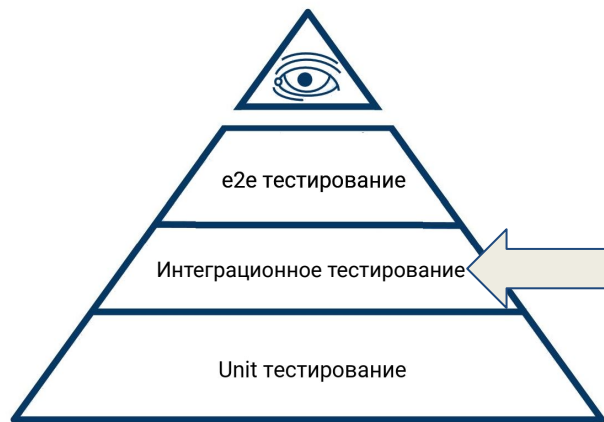 e2e тестирование
Интеграционное тестирование
Unit тестирование